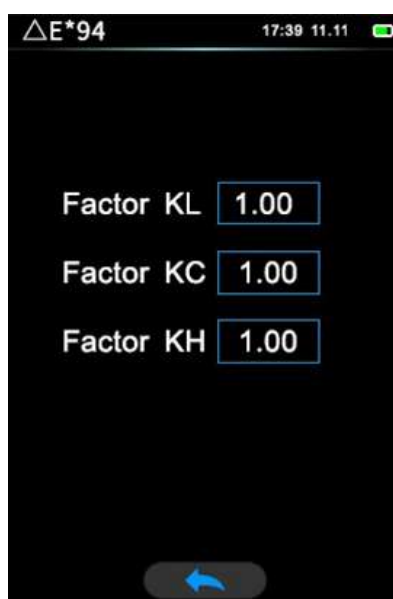 △E*94 17:39 11.11
Factor KL 1.00
Factor KC 1.00
Factor KH 1.00